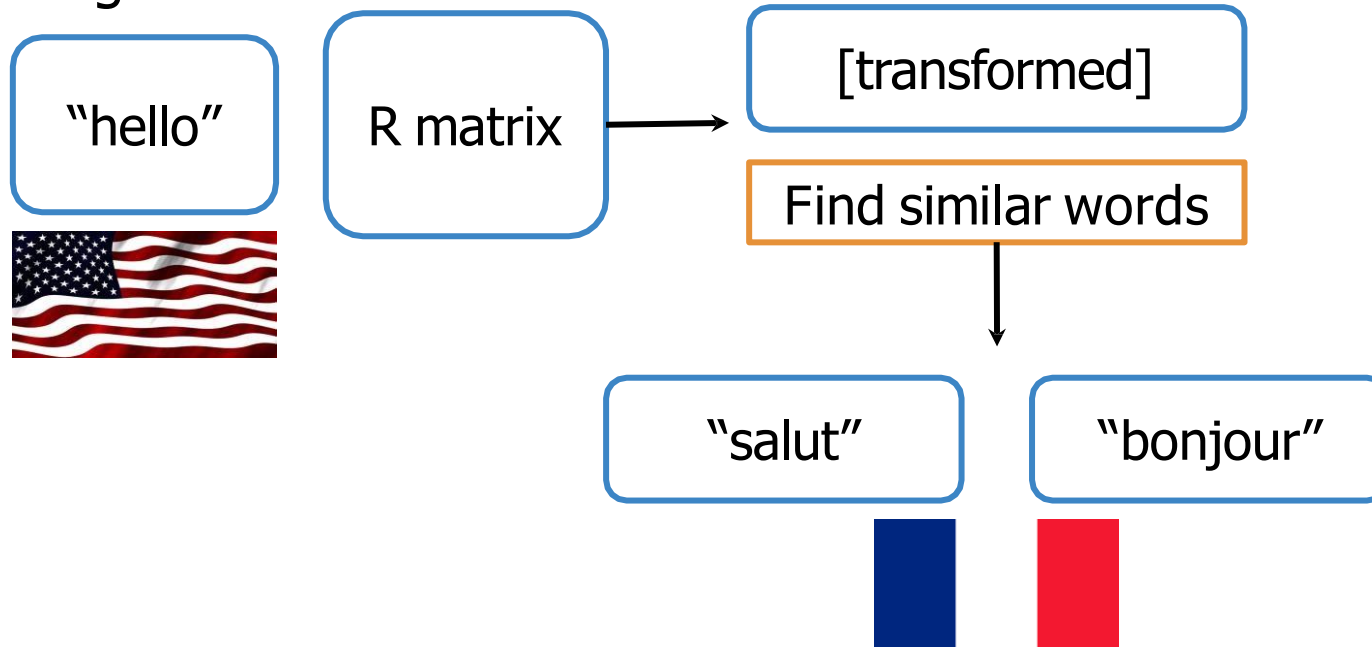 “hello”
R matrix
[transformed]
Find similar words
“salut”
“bonjour”